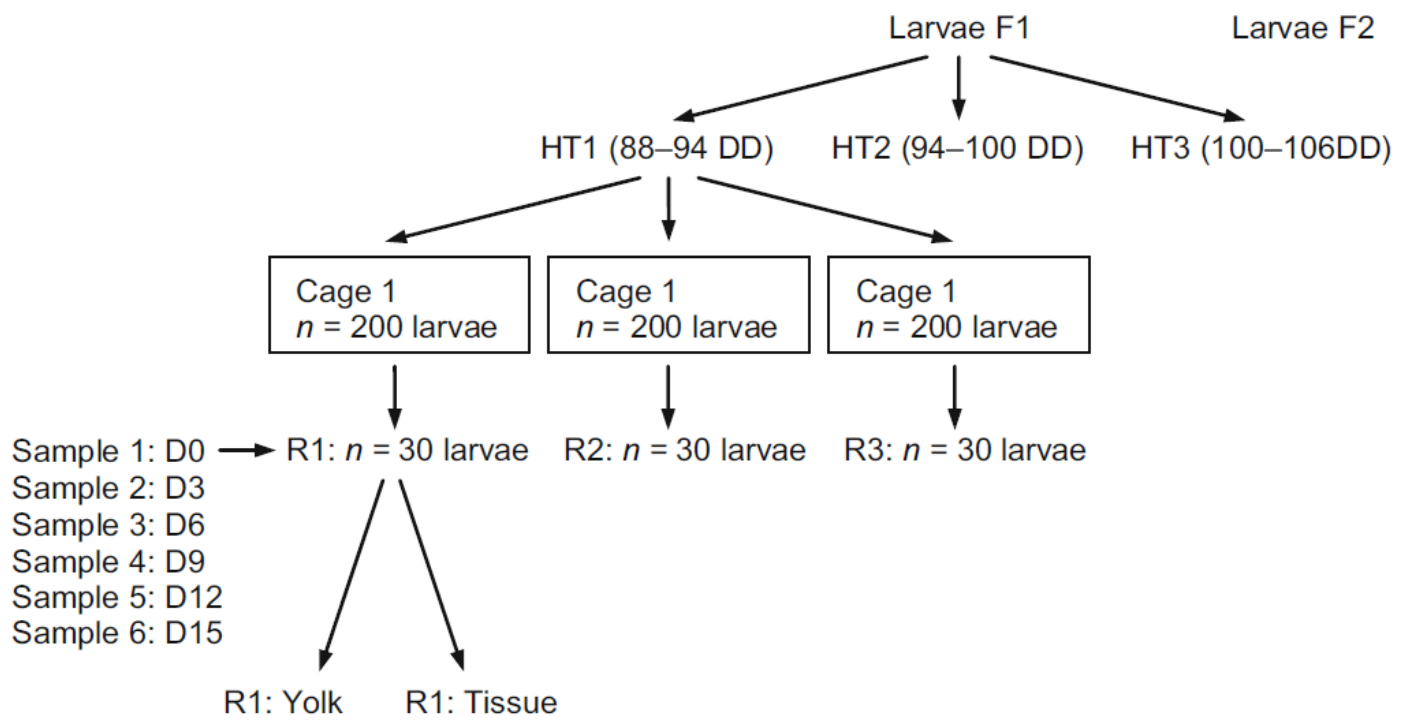 Larvae F1
Larvae F2
HT1 (88–94 DD)
HT2 (94–100 DD)
HT3 (100–106DD)
Cage 1
n = 200 larvae
Cage 1
n = 200 larvae
Cage 1
n = 200 larvae
Sample 1: D0
R1: n = 30 larvae
R2: n = 30 larvae
R3: n = 30 larvae
Sample 2: D3
Sample 3: D6
Sample 4: D9
Sample 5: D12
Sample 6: D15
R1: Yolk
R1: Tissue